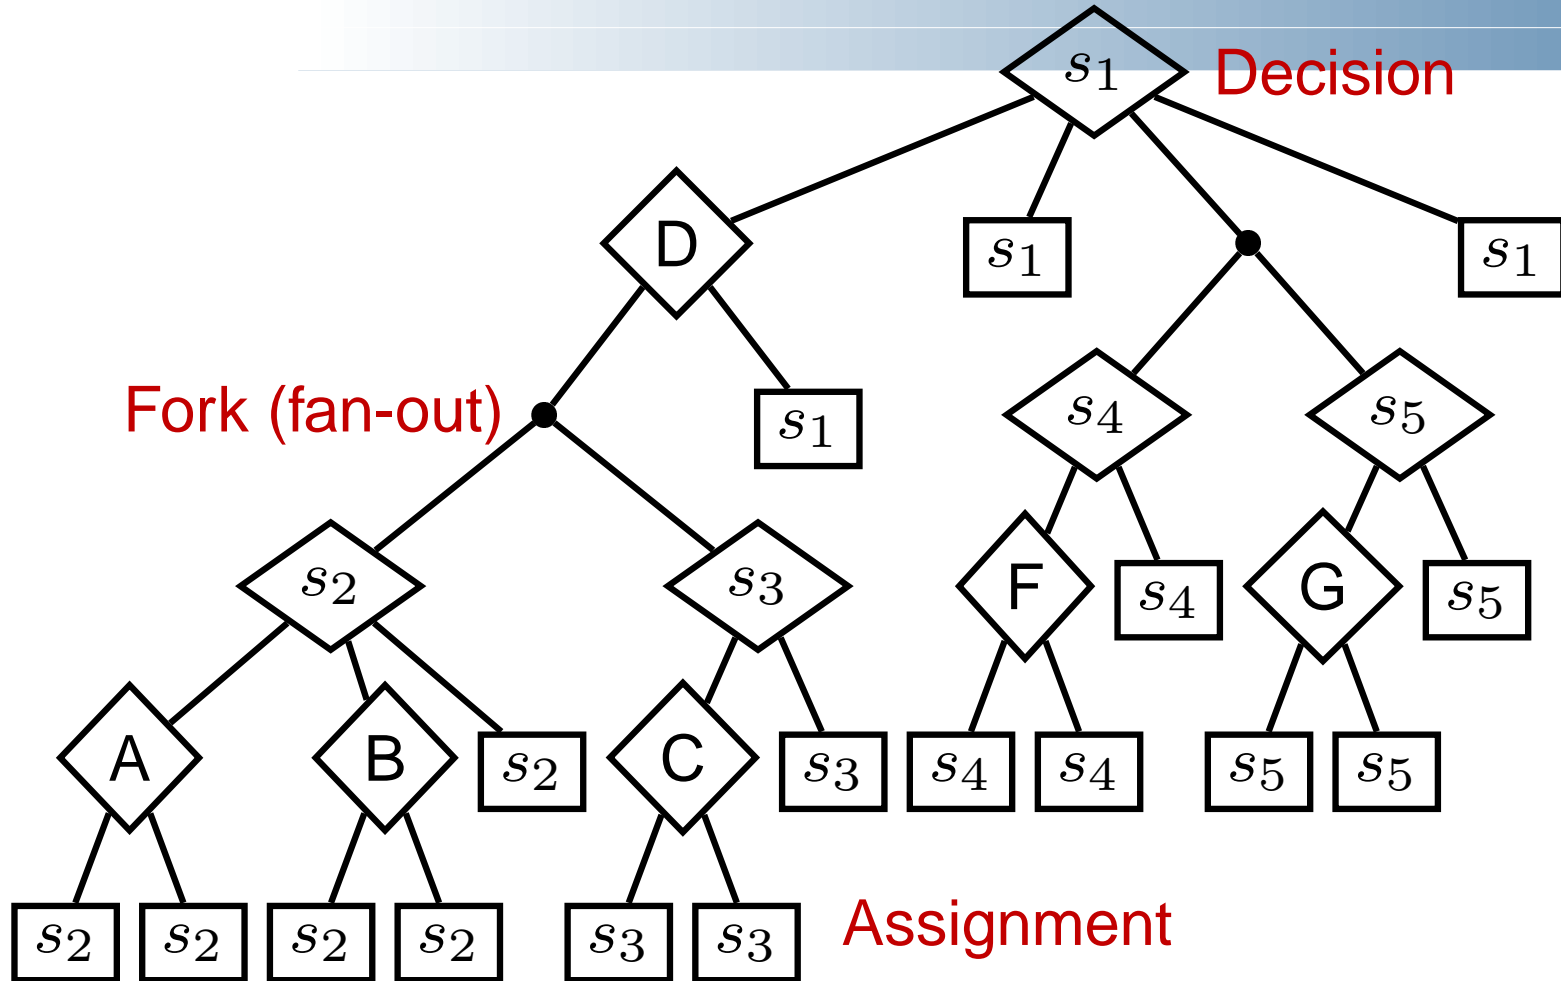 s1 Decision
D s1 s1
Fork (fan-out) s1 s4 s5
s2 s3 F s4 G s5
A B s2 C s3 s4 s4 s5 s5
s2 s2 s2 s2 s3 s3 Assignment